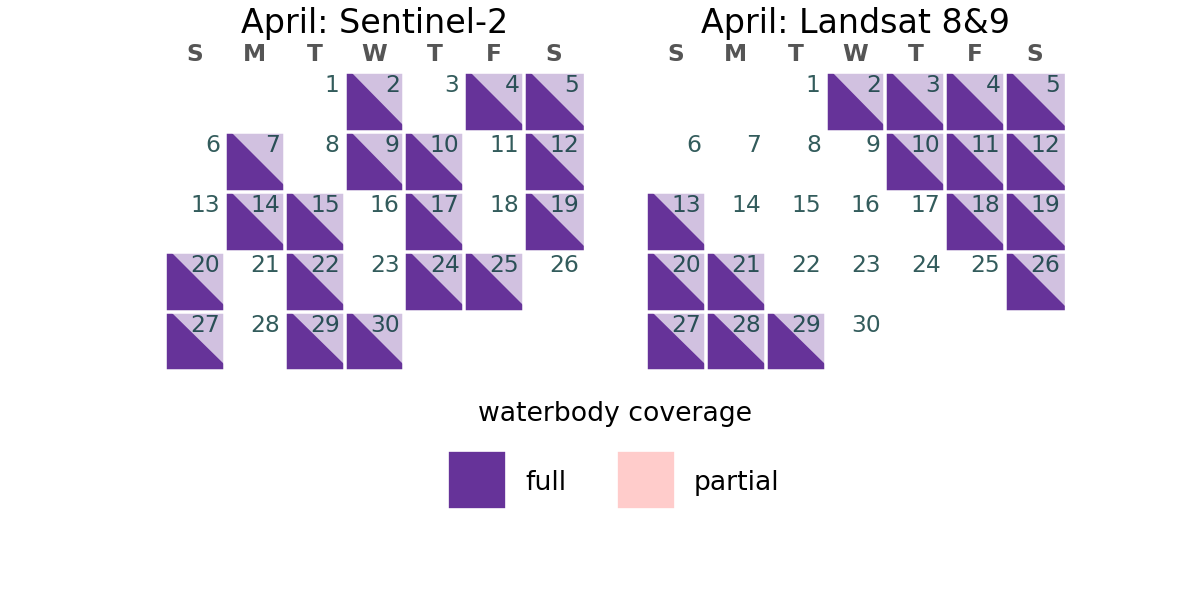 April: Sentinel-2
S M T W T F S
1 2 3 4 5
6 7 8 9 10 11 12
13 14 15 16 17 18 19
20 21 22 23 24 25 26
27 28 29 30
April: Landsat 8&9
S M T W T F S
1 2 3 4 5
6 7 8 9 10 11 12
13 14 15 16 17 18 19
20 21 22 23 24 25 26
27 28 29 30
waterbody coverage
full partial